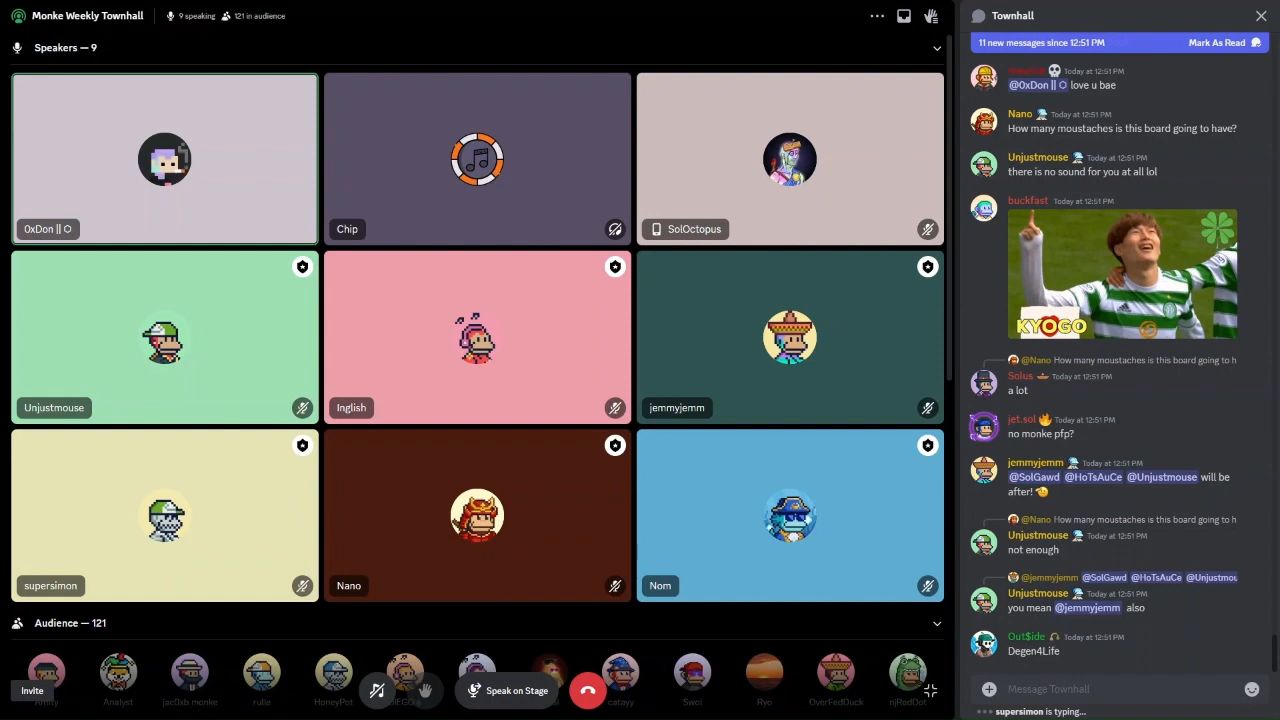 Monke Weekly Townhall
9 speaking
121 in audience
Speakers — 9
0xDon || ⬡
Chip
SolOctopus
Unjustmouse
Inglish
jemmyjemm
supersimon
Nano
Nom
Audience — 121
Amity
Analyst
jac0xb.monke
rulle
HoneyPot
catayy
Swoi
Ryo
OverFedDuck
njRedDot
Invite
Speak on Stage
Townhall
11 new messages since 12:51 PM
Mark As Read
Today at 12:51 PM
@0xDon || ⬡ love u bae
Nano Today at 12:51 PM
How many moustaches is this board going to have?
Unjustmouse Today at 12:51 PM
there is no sound for you at all lol
buckfast Today at 12:51 PM
KYOGO
@Nano How many moustaches is this board going to h
Solus Today at 12:51 PM
a lot
jet.sol 🔥 Today at 12:51 PM
no monke pfp?
jemmyjemm Today at 12:51 PM
@SolGawd @HoTsAuCe @Unjustmouse will be
after! 🫡
@Nano How many moustaches is this board going to h
Unjustmouse Today at 12:51 PM
not enough
@jemmyjemm @SolGawd @HoTsAuCe @Unjustmou
Unjustmouse Today at 12:51 PM
you mean @jemmyjemm also
Out$ide 🎧 Today at 12:51 PM
Degen4Life
Message Townhall
supersimon is typing...